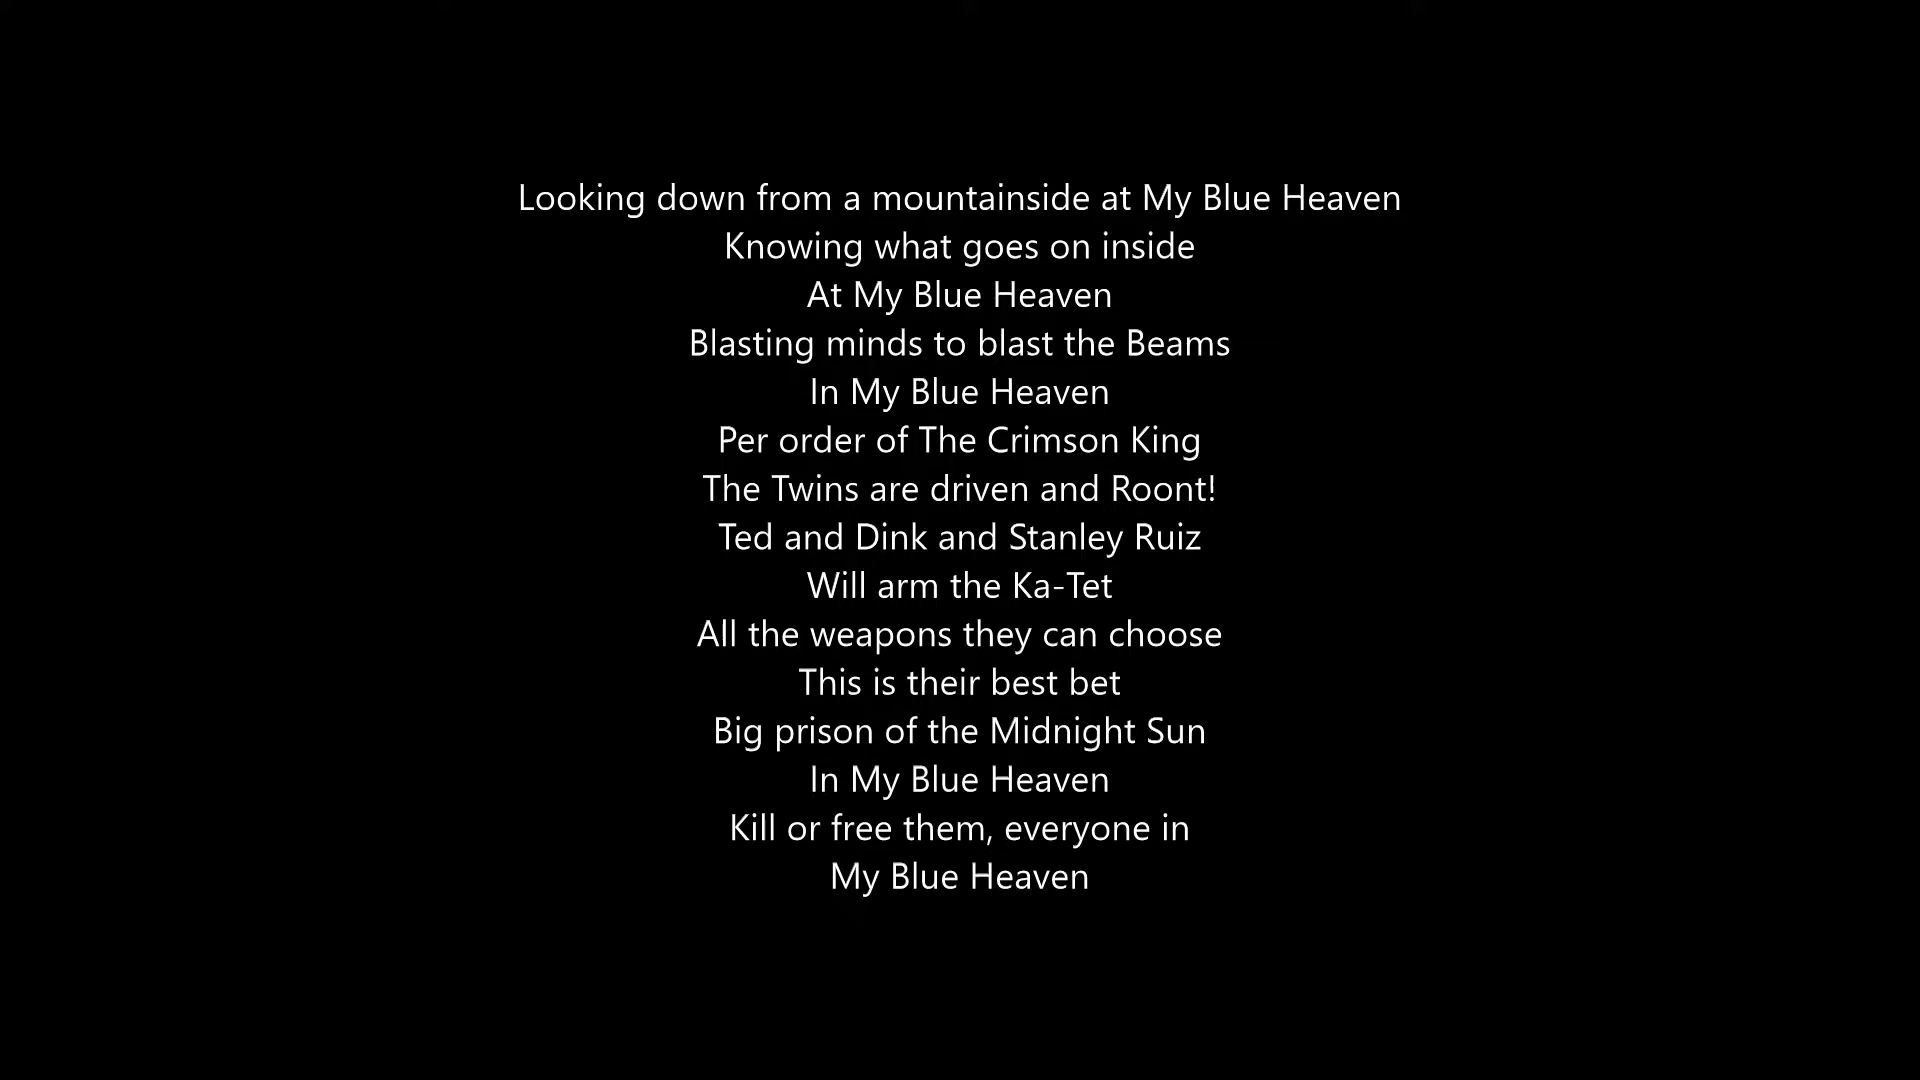 Looking down from a mountainside at My Blue Heaven
Knowing what goes on inside
At My Blue Heaven
Blasting minds to blast the Beams
In My Blue Heaven
Per order of The Crimson King
The Twins are driven and Roont!
Ted and Dink and Stanley Ruiz
Will arm the Ka-Tet
All the weapons they can choose
This is their best bet
Big prison of the Midnight Sun
In My Blue Heaven
Kill or free them, everyone in
My Blue Heaven